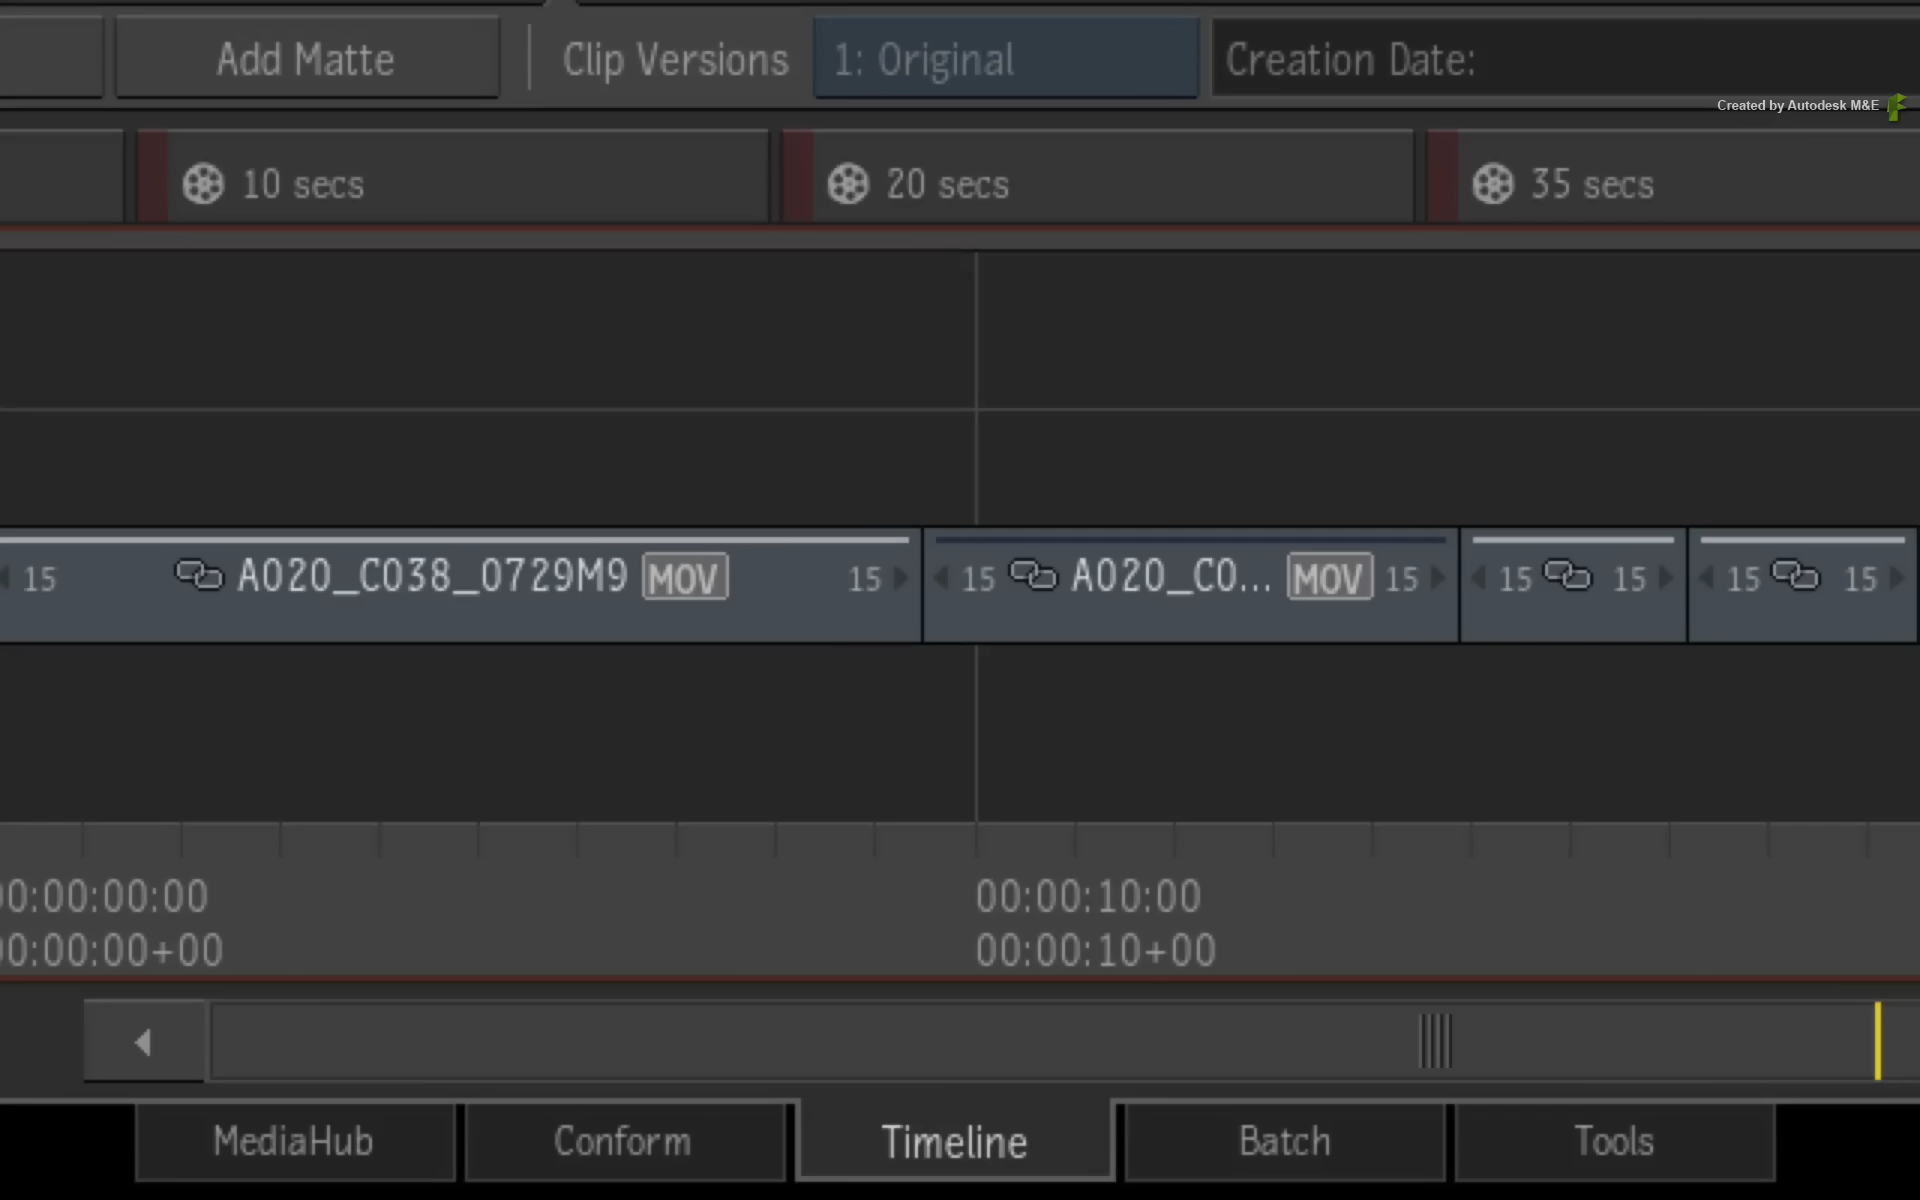 Add Matte Clip Versions 1: Original Creation Date:
Created by Autodesk M&E
10 secs 20 secs 35 secs
15 A020_C038_0729M9 MOV 15 15 A020_C0... MOV 15 15 15 15 15
00:00:00:00 00:00:10:00
00:00:00+00 00:00:10+00
MediaHub Conform Timeline Batch Tools